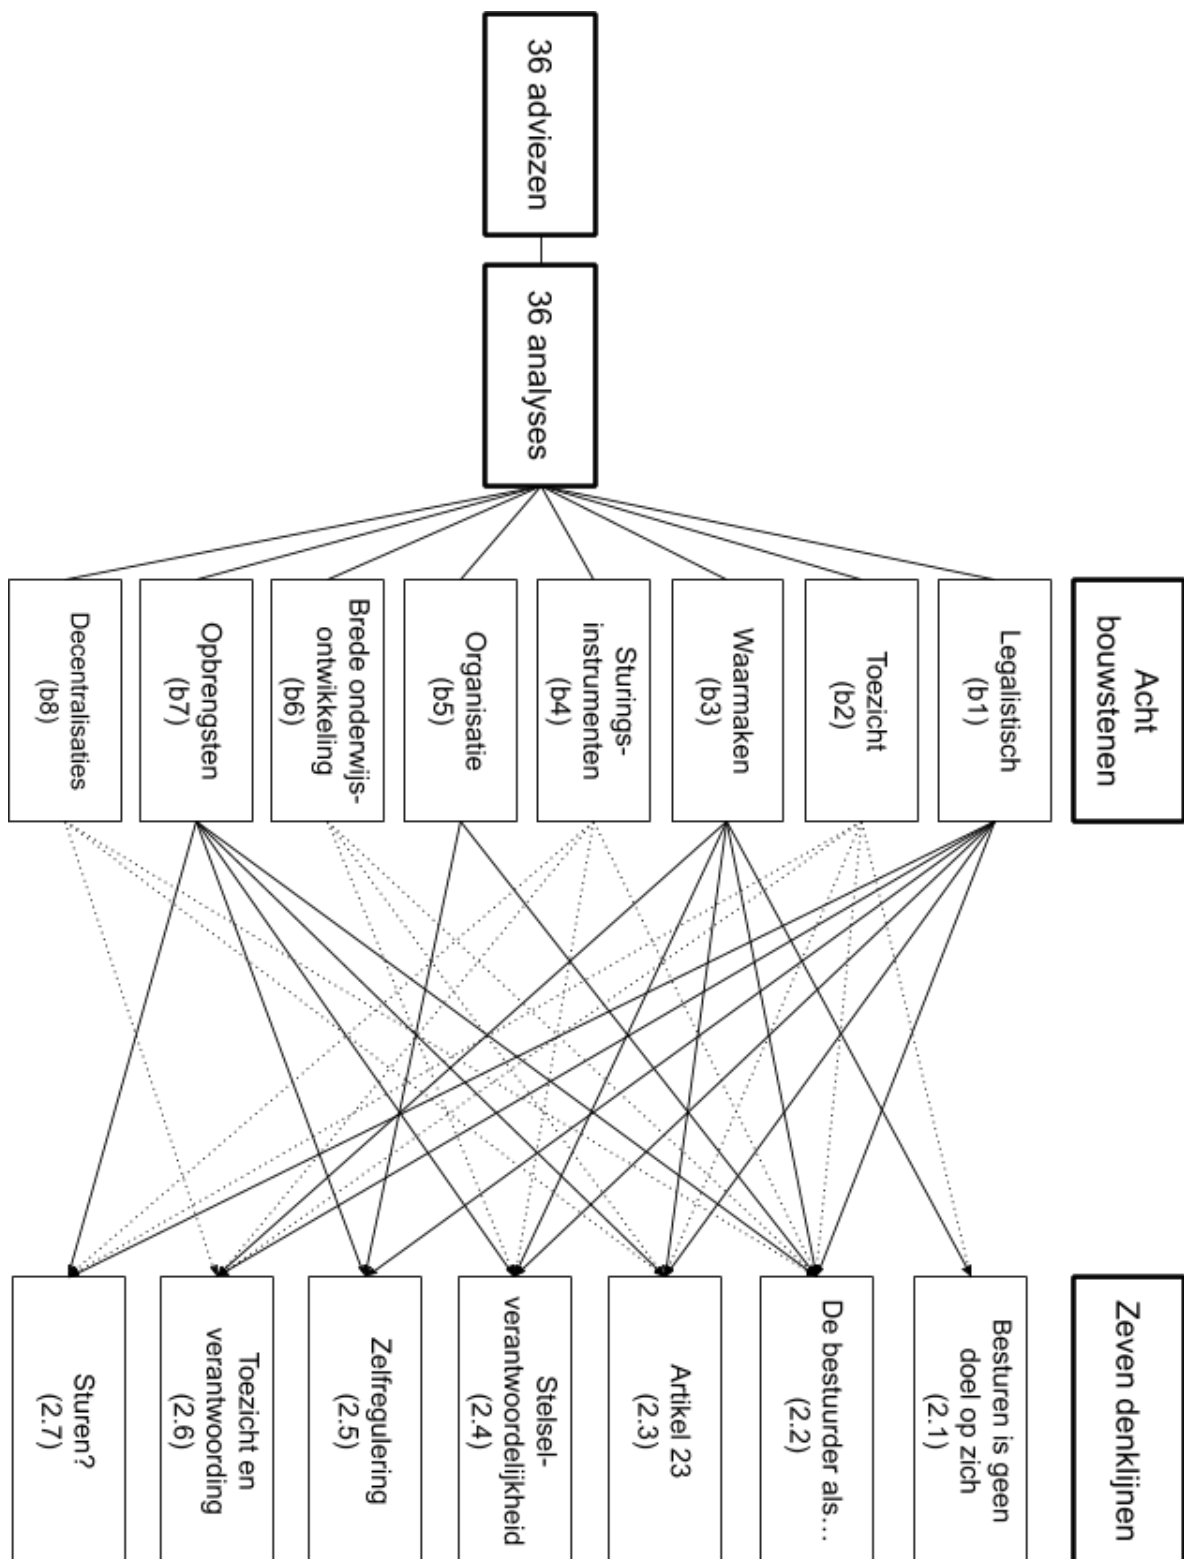 36 adviezen
36 analyses
Acht
bouwstenen
Legalistisch
(b1)
Toezicht
(b2)
Waarmaken
(b3)
Sturings-
instrumenten
(b4)
Organisatie
(b5)
Brede onderwijs-
ontwikkeling
(b6)
Opbrengsten
(b7)
Decentralisaties
(b8)
Zeven denklijnen
Besturen is geen
doel op zich
(2.1)
De bestuurder als…
(2.2)
Artikel 23
(2.3)
Stelsel-
verantwoordelijkheid
(2.4)
Zelfregulering
(2.5)
Toezicht en
verantwoording
(2.6)
Sturen?
(2.7)